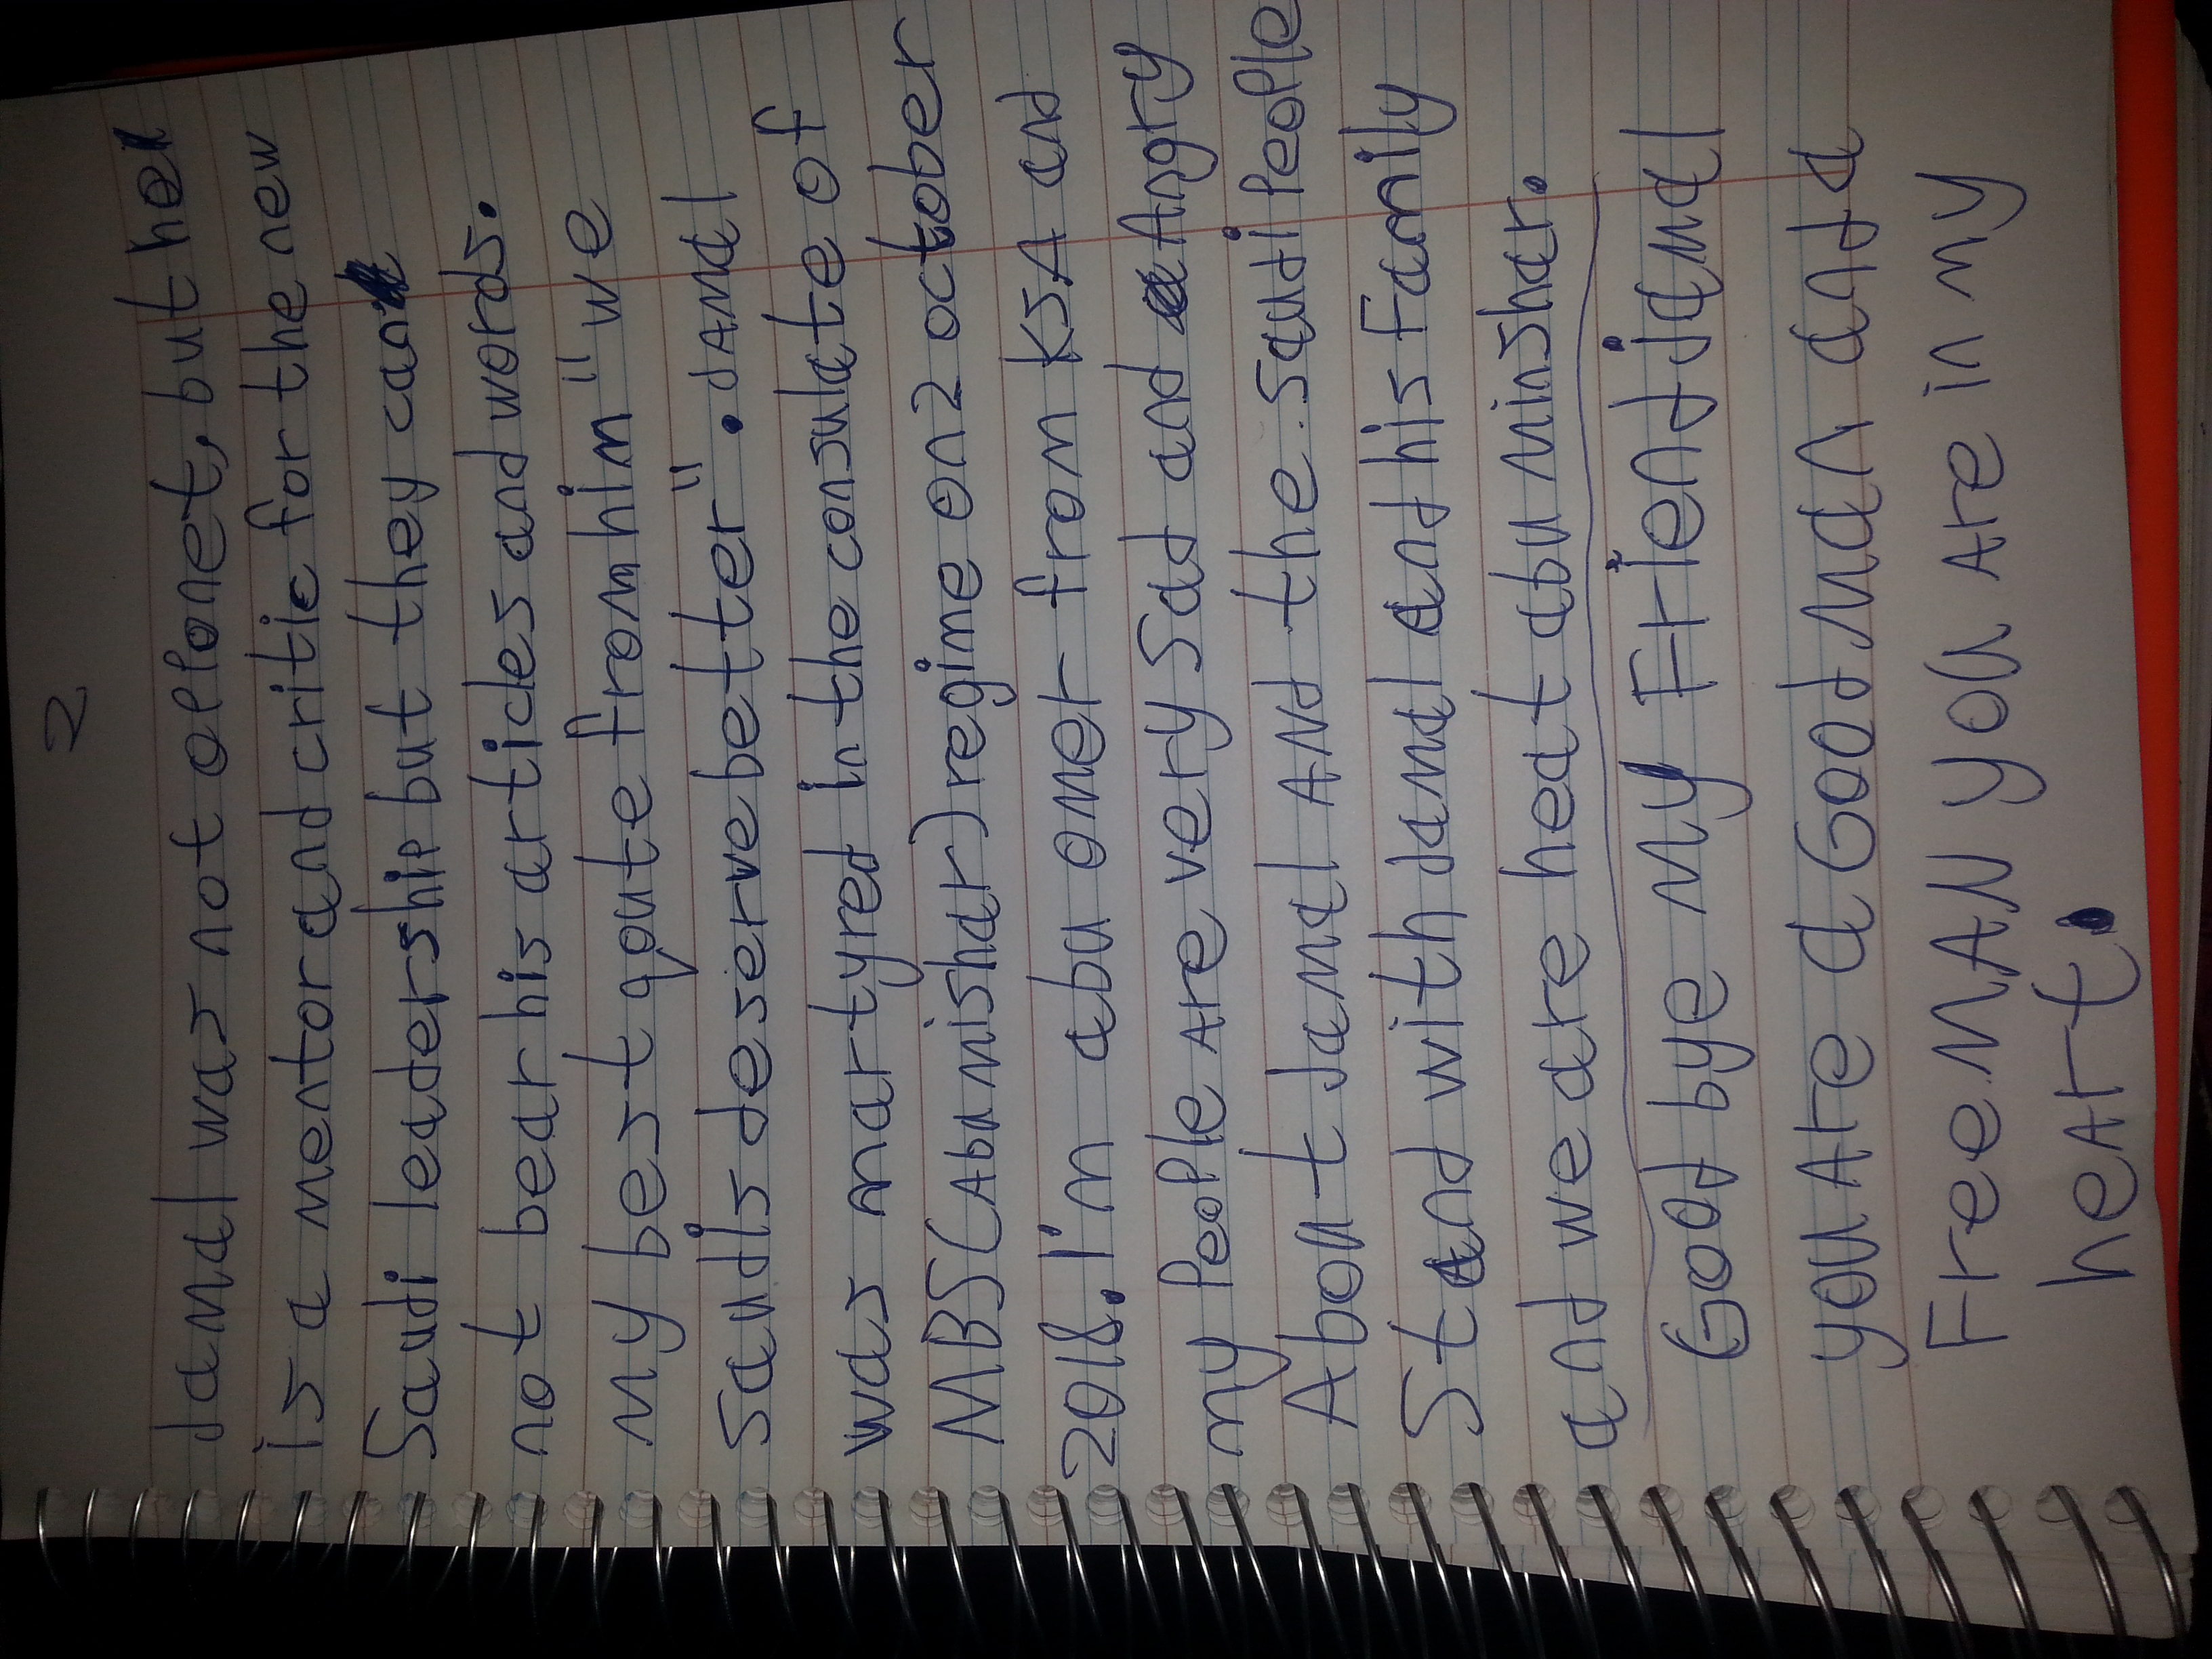 2
Jamal was not opponet, but he
is a mentor and critic for the new
Saudi leadership but they can
not bear his articles and words.
my best qoute from him "we
saudis deserve better". JAMal
was martyred in the consulate of
MBS (Abu mishar) regime on 2 october
2018. I'm abu omer from KSA and
my People Are very sad and Angry
About Jamal ANd the saudi People
Stand with Jamal and his Family
and we are heat abu Minshar.
Good bye My Friend jamal
you Are a Good Man and a
Free MAN you Are in my
heArt.